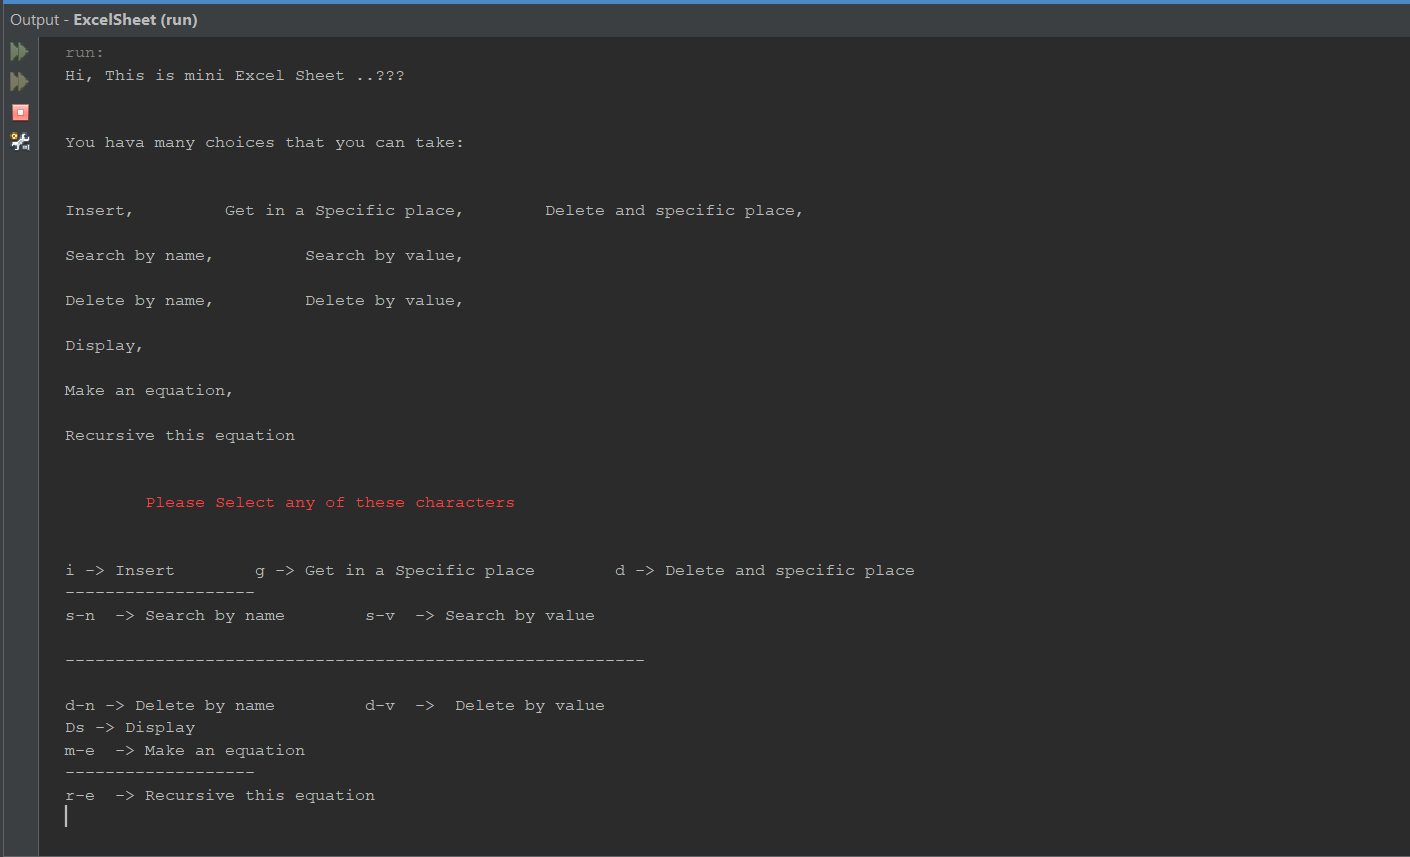 Output - ExcelSheet (run)
run:
Hi, This is mini Excel Sheet ..???
You hava many choices that you can take:
Insert,         Get in a Specific place,        Delete and specific place,
Search by name,         Search by value,
Delete by name,         Delete by value,
Display,
Make an equation,
Recursive this equation
Please Select any of these characters
i -> Insert        g -> Get in a Specific place        d -> Delete and specific place
-------------------
s-n  -> Search by name        s-v  -> Search by value
----------------------------------------------------------
d-n -> Delete by name         d-v  ->  Delete by value
Ds -> Display
m-e  -> Make an equation
-------------------
r-e  -> Recursive this equation